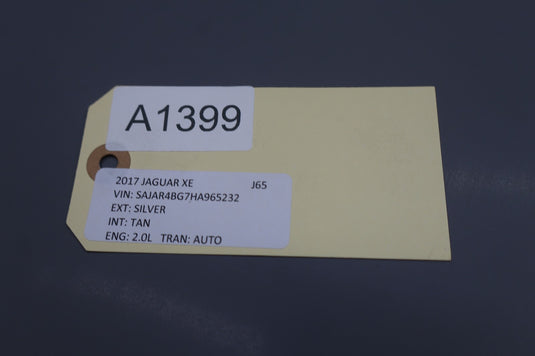 A1399
2017 JAGUAR XE J65
VIN: SAJAR4BG7HA965232
EXT: SILVER
INT: TAN
ENG: 2.0L TRAN: AUTO